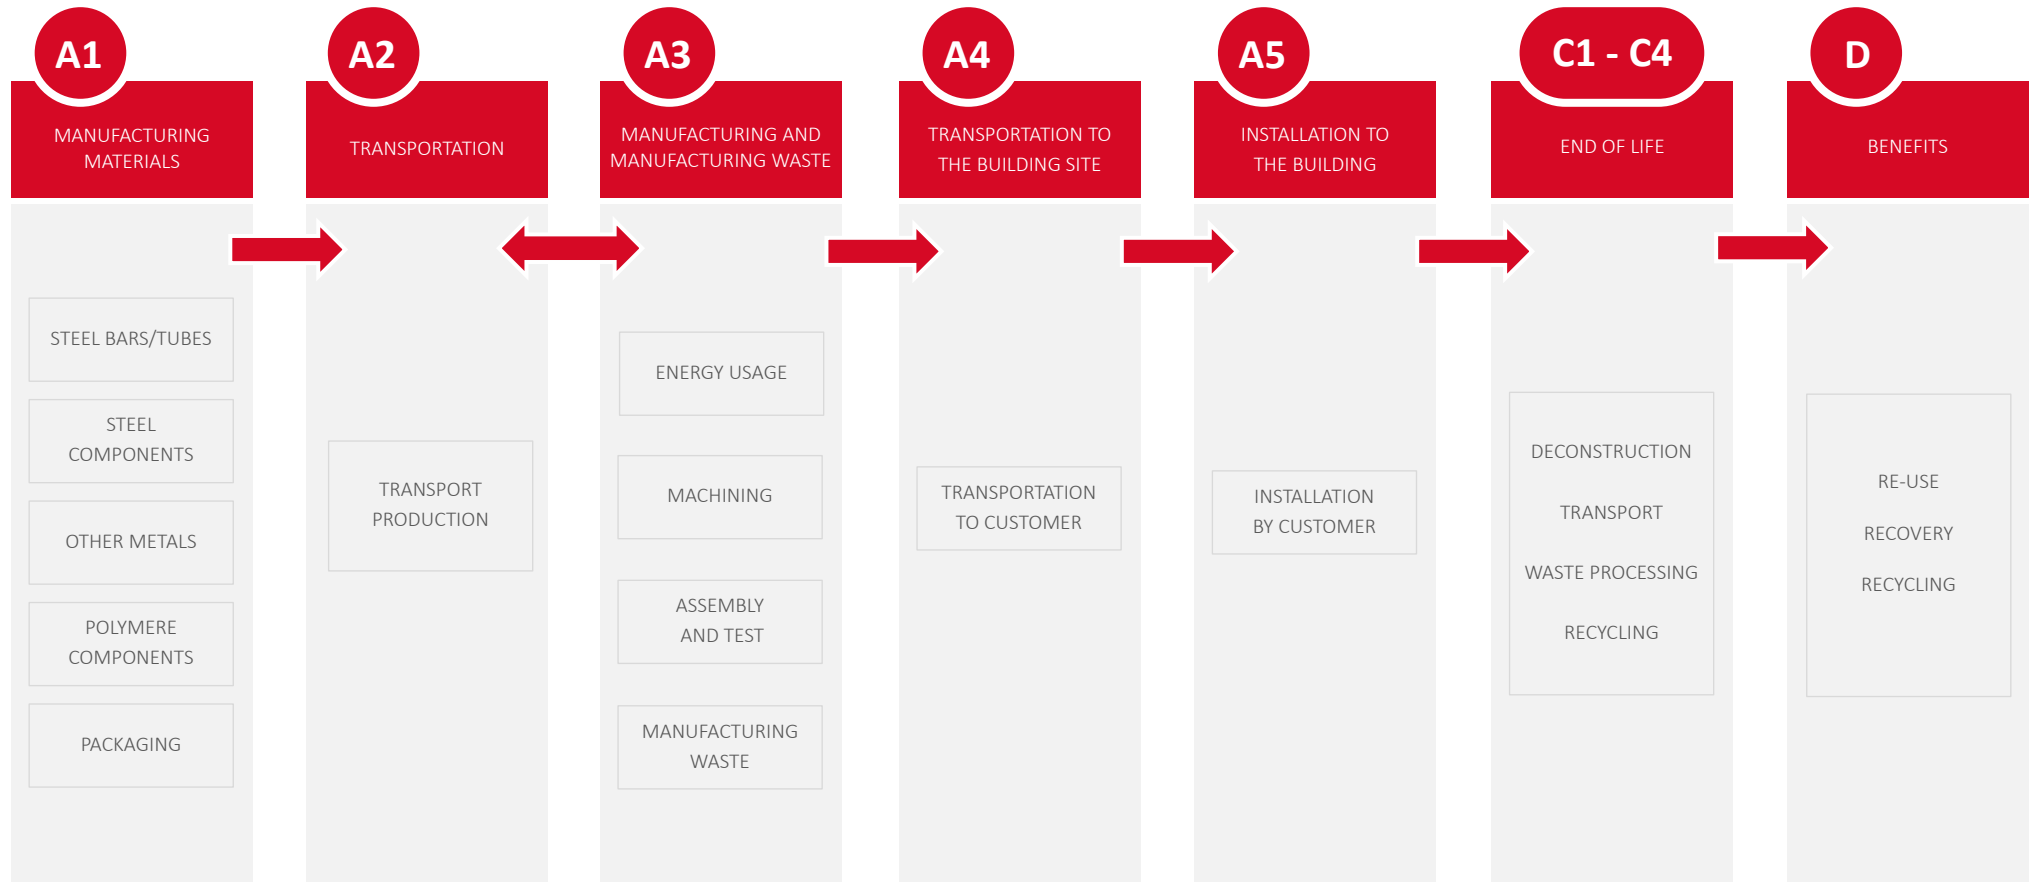 A1
MANUFACTURING
MATERIALS
STEEL BARS/TUBES
STEEL
COMPONENTS
OTHER METALS
POLYMERE
COMPONENTS
PACKAGING
A2
TRANSPORTATION
TRANSPORT
PRODUCTION
A3
MANUFACTURING AND
MANUFACTURING WASTE
ENERGY USAGE
MACHINING
ASSEMBLY
AND TEST
MANUFACTURING
WASTE
A4
TRANSPORTATION TO
THE BUILDING SITE
TRANSPORTATION
TO CUSTOMER
A5
INSTALLATION TO
THE BUILDING
INSTALLATION
BY CUSTOMER
C1 - C4
END OF LIFE
DECONSTRUCTION
TRANSPORT
WASTE PROCESSING
RECYCLING
D
BENEFITS
RE-USE
RECOVERY
RECYCLING